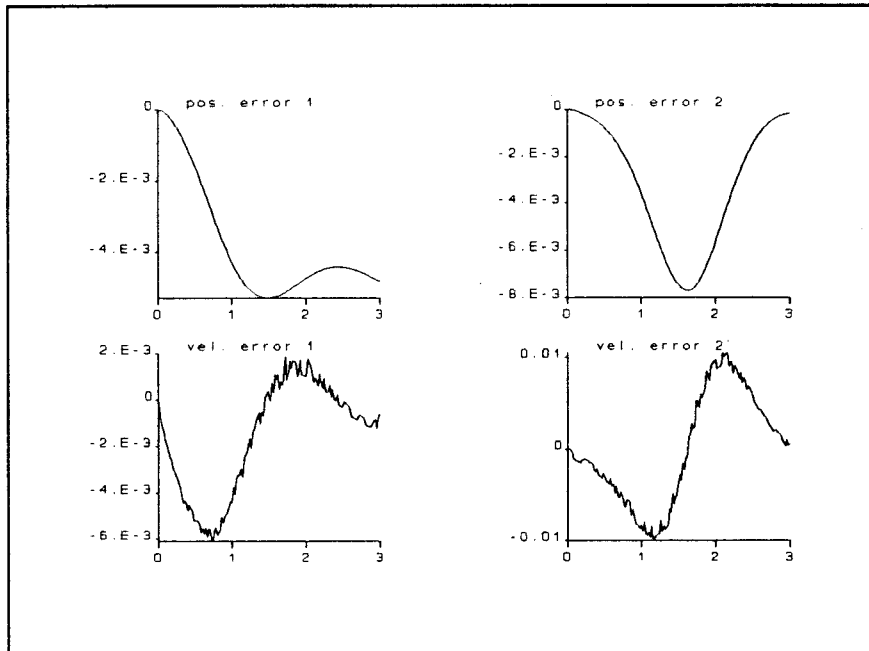 pos. error 1
0
-2.E-3
-4.E-3
0 1 2 3
pos. error 2
0
-2.E-3
-4.E-3
-6.E-3
-8.E-3
0 1 2 3
vel. error 1
2.E-3
0
-2.E-3
-4.E-3
-6.E-3
0 1 2 3
vel. error 2
0.01
0
-0.01
0 1 2 3